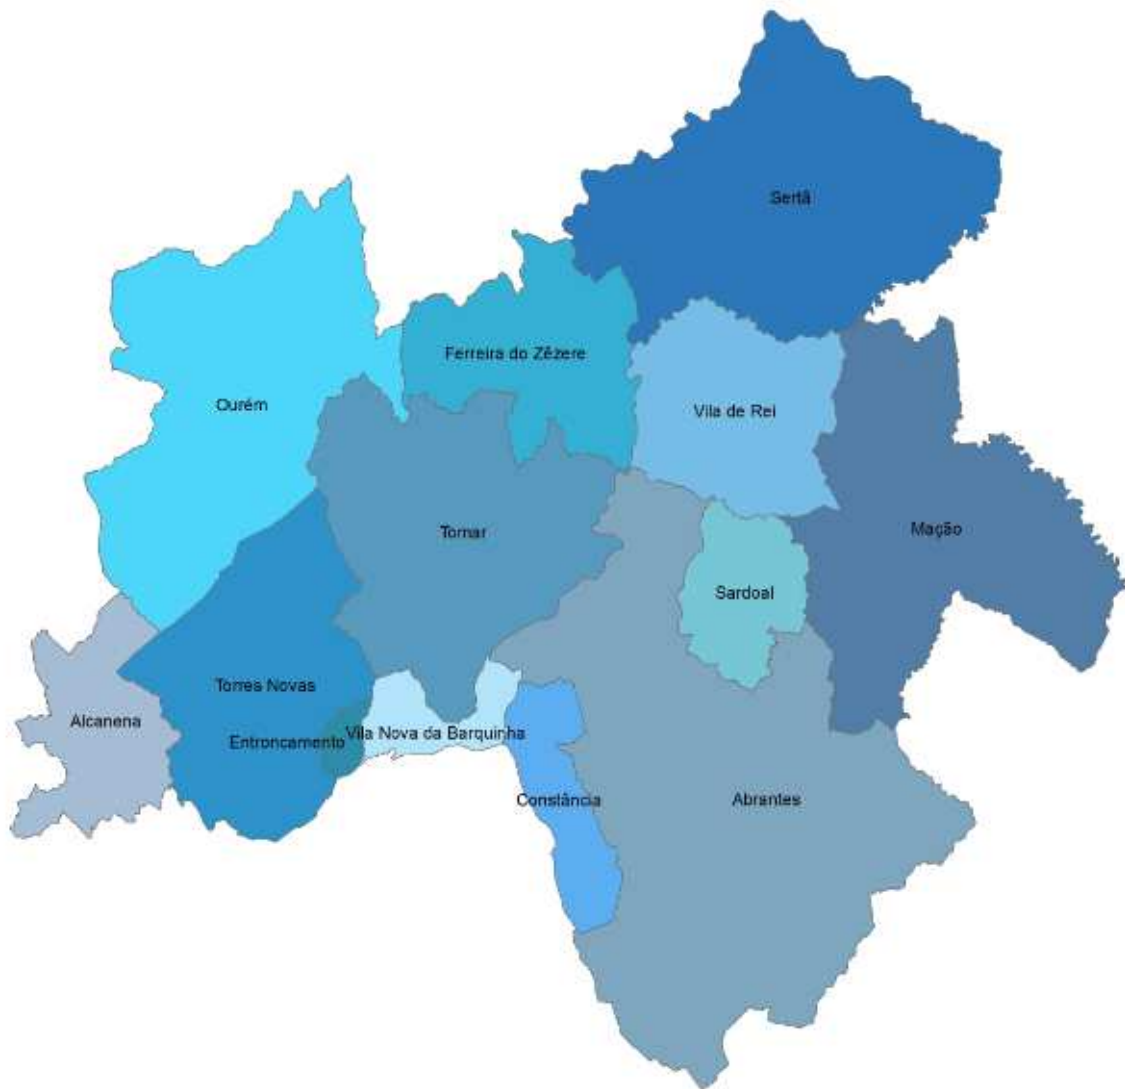 Sertã
Ferreira do Zêzere
Ourém
Vila de Rei
Tomar
Mação
Sardoal
Torres Novas
Alcanena
Entroncamento
Vila Nova da Barquinha
Constância
Abrantes